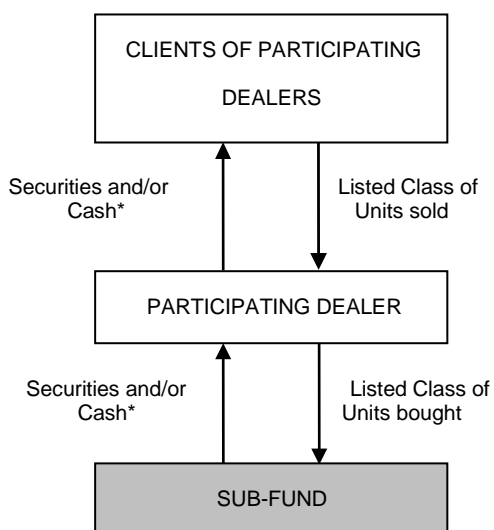 CLIENTS OF PARTICIPATING
DEALERS
Securities and/or
Cash*
Listed Class of
Units sold
PARTICIPATING DEALER
Securities and/or
Cash*
Listed Class of
Units bought
SUB-FUND